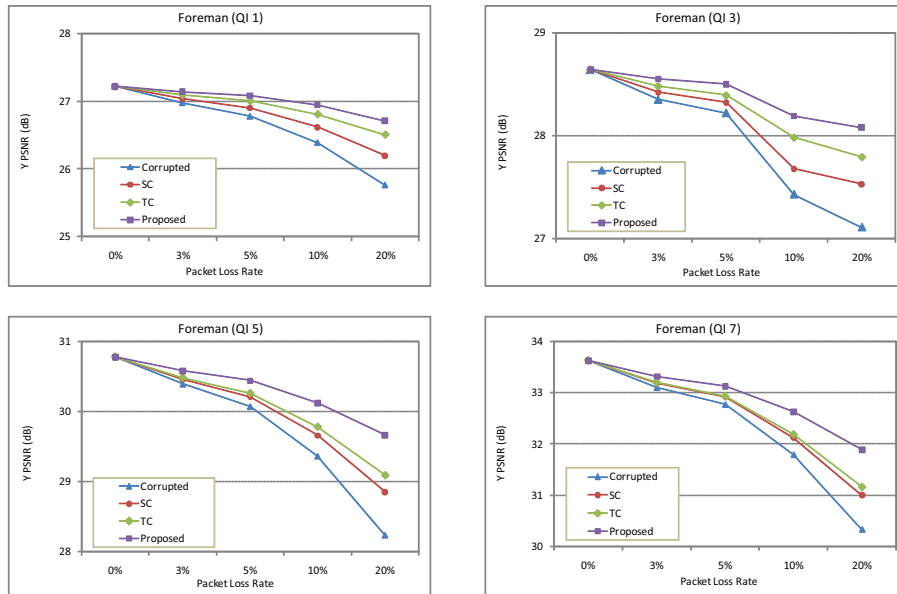 Foreman (QI 1)
28
27
26
25
Y PSNR (dB)
Corrupted
SC
TC
Proposed
0% 3% 5% 10% 20%
Packet Loss Rate
Foreman (QI 3)
29
28
27
Y PSNR (dB)
Corrupted
SC
TC
Proposed
0% 3% 5% 10% 20%
Packet Loss Rate
Foreman (QI 5)
31
30
29
28
Y PSNR (dB)
Corrupted
SC
TC
Proposed
0% 3% 5% 10% 20%
Packet Loss Rate
Foreman (QI 7)
34
33
32
31
30
Y PSNR (dB)
Corrupted
SC
TC
Proposed
0% 3% 5% 10% 20%
Packet Loss Rate